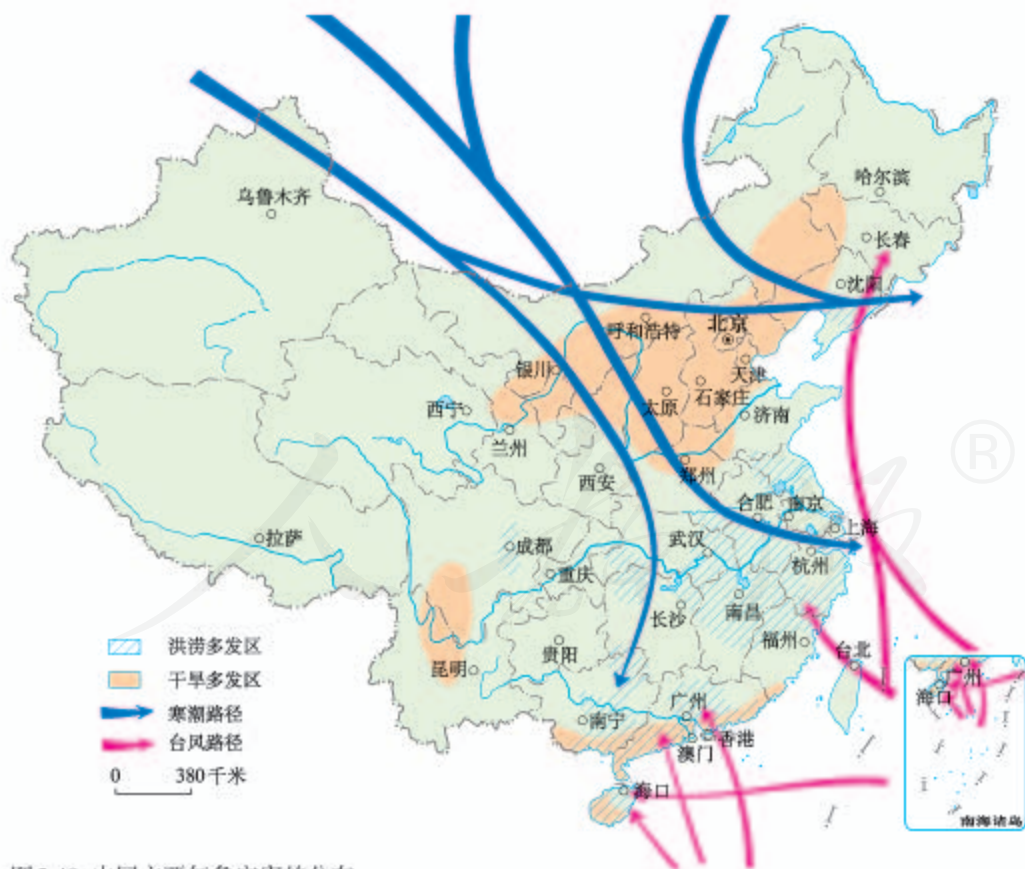 哈尔滨
乌鲁木齐
长春
沈阳
呼和浩特
北京
银川
天津
西宁
太原
石家庄
济南
兰州
郑州
西安
合肥
南京
上海
拉萨
成都
武汉
杭州
重庆
长沙
南昌
福州
台北
贵阳
昆明
广州
南宁
澳门
香港
海口
广州
海口
南海诸岛
洪涝多发区
干旱多发区
寒潮路径
台风路径
0 380千米
®